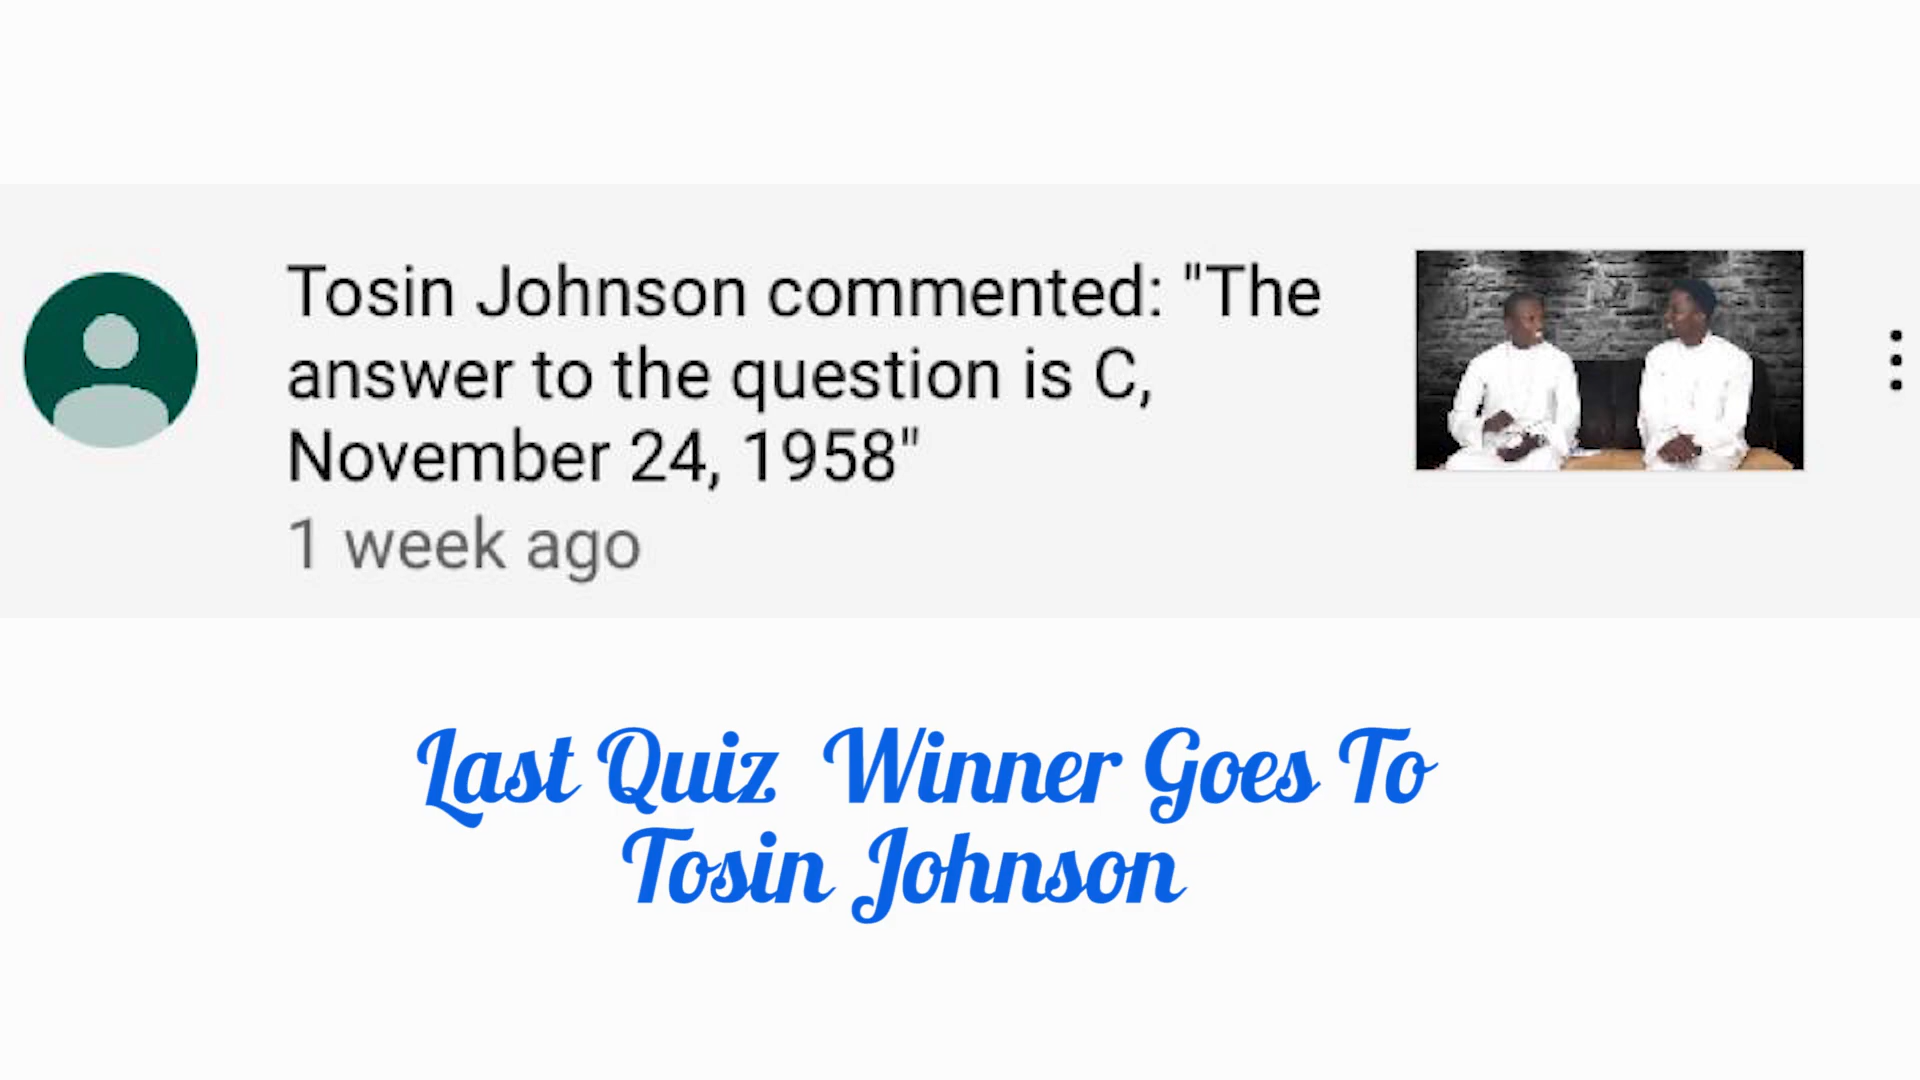 Tosin Johnson commented: "The
answer to the question is C,
November 24, 1958"
1 week ago
Last Quiz Winner Goes To
Tosin Johnson